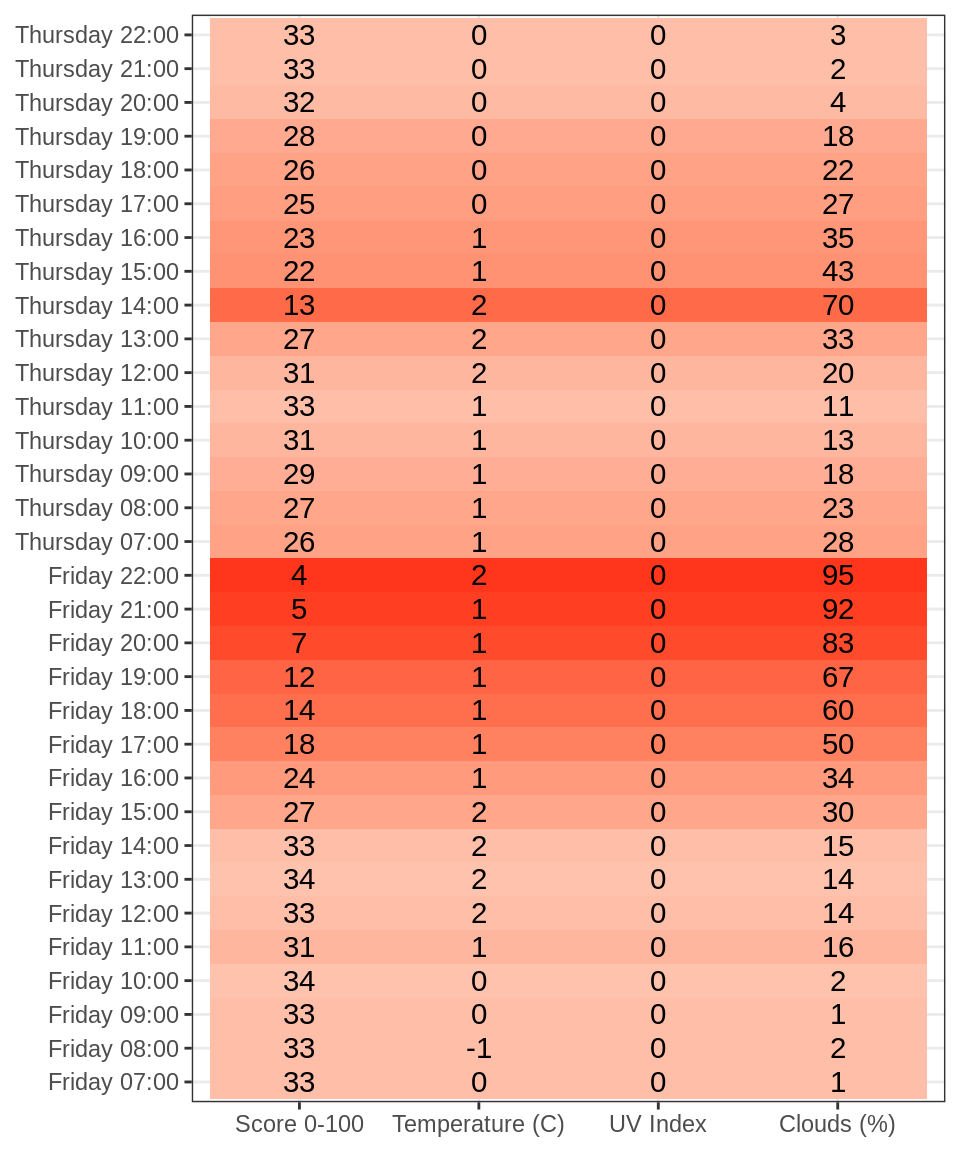 Thursday 22:00 33 0 0 3
Thursday 21:00 33 0 0 2
Thursday 20:00 32 0 0 4
Thursday 19:00 28 0 0 18
Thursday 18:00 26 0 0 22
Thursday 17:00 25 0 0 27
Thursday 16:00 23 1 0 35
Thursday 15:00 22 1 0 43
Thursday 14:00 13 2 0 70
Thursday 13:00 27 2 0 33
Thursday 12:00 31 2 0 20
Thursday 11:00 33 1 0 11
Thursday 10:00 31 1 0 13
Thursday 09:00 29 1 0 18
Thursday 08:00 27 1 0 23
Thursday 07:00 26 1 0 28
Friday 22:00 4 2 0 95
Friday 21:00 5 1 0 92
Friday 20:00 7 1 0 83
Friday 19:00 12 1 0 67
Friday 18:00 14 1 0 60
Friday 17:00 18 1 0 50
Friday 16:00 24 1 0 34
Friday 15:00 27 2 0 30
Friday 14:00 33 2 0 15
Friday 13:00 34 2 0 14
Friday 12:00 33 2 0 14
Friday 11:00 31 1 0 16
Friday 10:00 34 0 0 2
Friday 09:00 33 0 0 1
Friday 08:00 33 -1 0 2
Friday 07:00 33 0 0 1
Score 0-100 Temperature (C) UV Index Clouds (%)